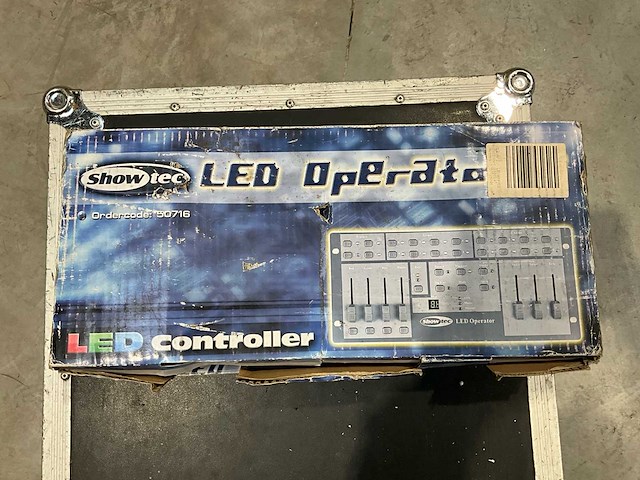 Showtec LED Operato
Ordercode: 50716
Showtec LED Operator
LED controller